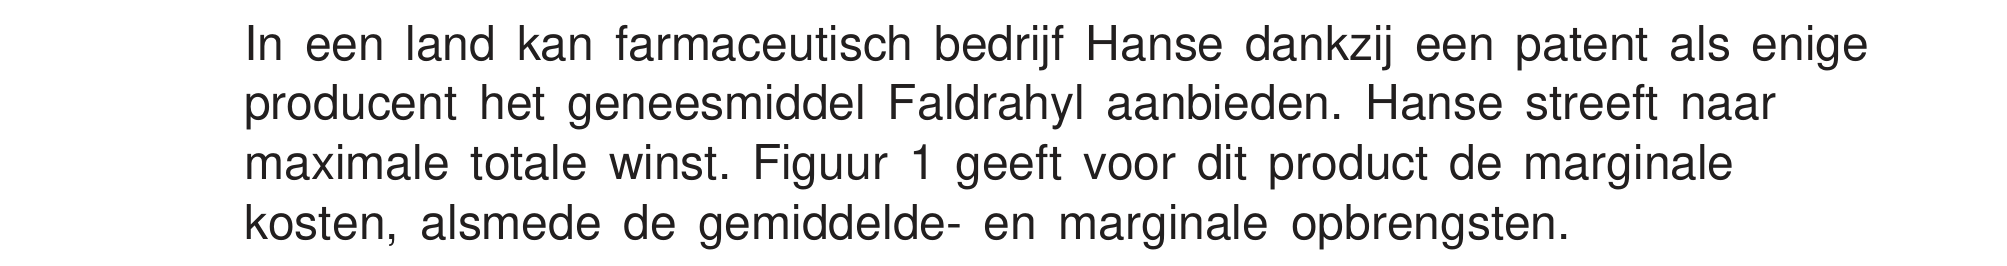 In een land kan farmaceutisch bedrijf Hanse dankzij een patent als enige
producent het geneesmiddel Faldrahyl aanbieden. Hanse streeft naar
maximale totale winst. Figuur 1 geeft voor dit product de marginale
kosten, alsmede de gemiddelde- en marginale opbrengsten.